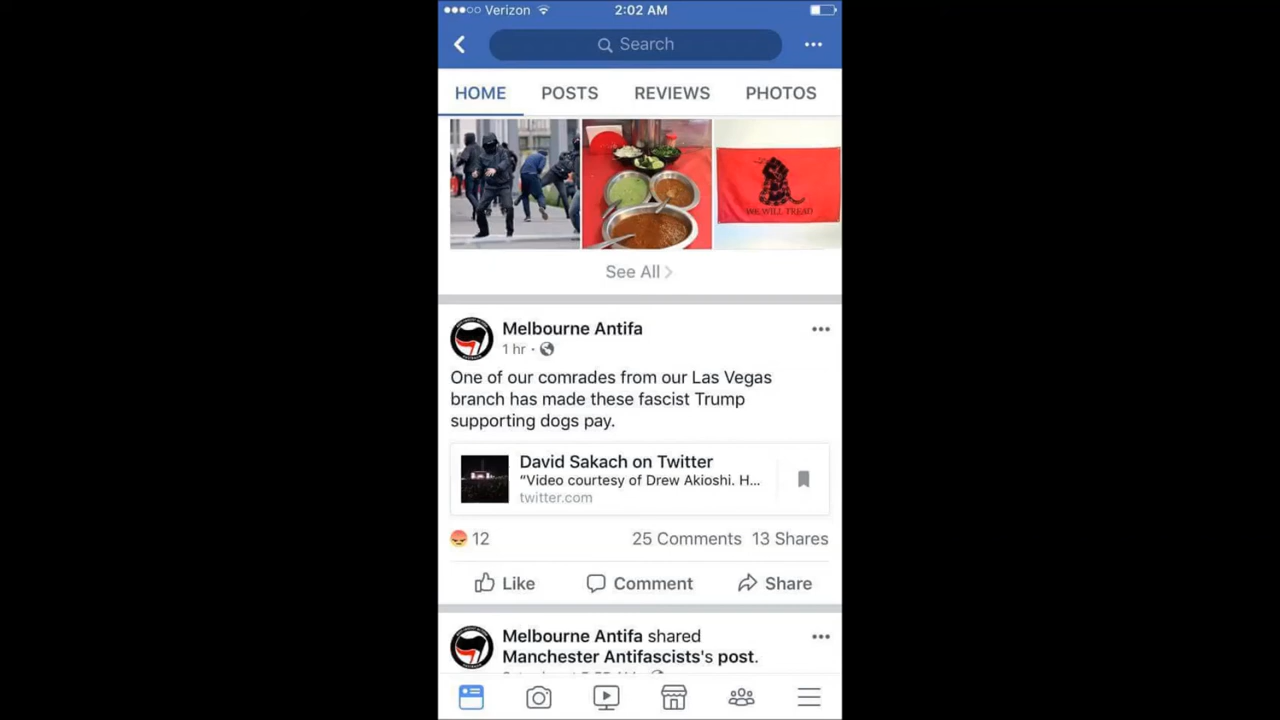 Verizon 2:02 AM
Search
HOME POSTS REVIEWS PHOTOS
WE WILL TREAD
See All
Melbourne Antifa
1 hr
One of our comrades from our Las Vegas
branch has made these fascist Trump
supporting dogs pay.
David Sakach on Twitter
“Video courtesy of Drew Akioshi. H...
twitter.com
12 25 Comments 13 Shares
Like Comment Share
Melbourne Antifa shared
Manchester Antifascists's post.